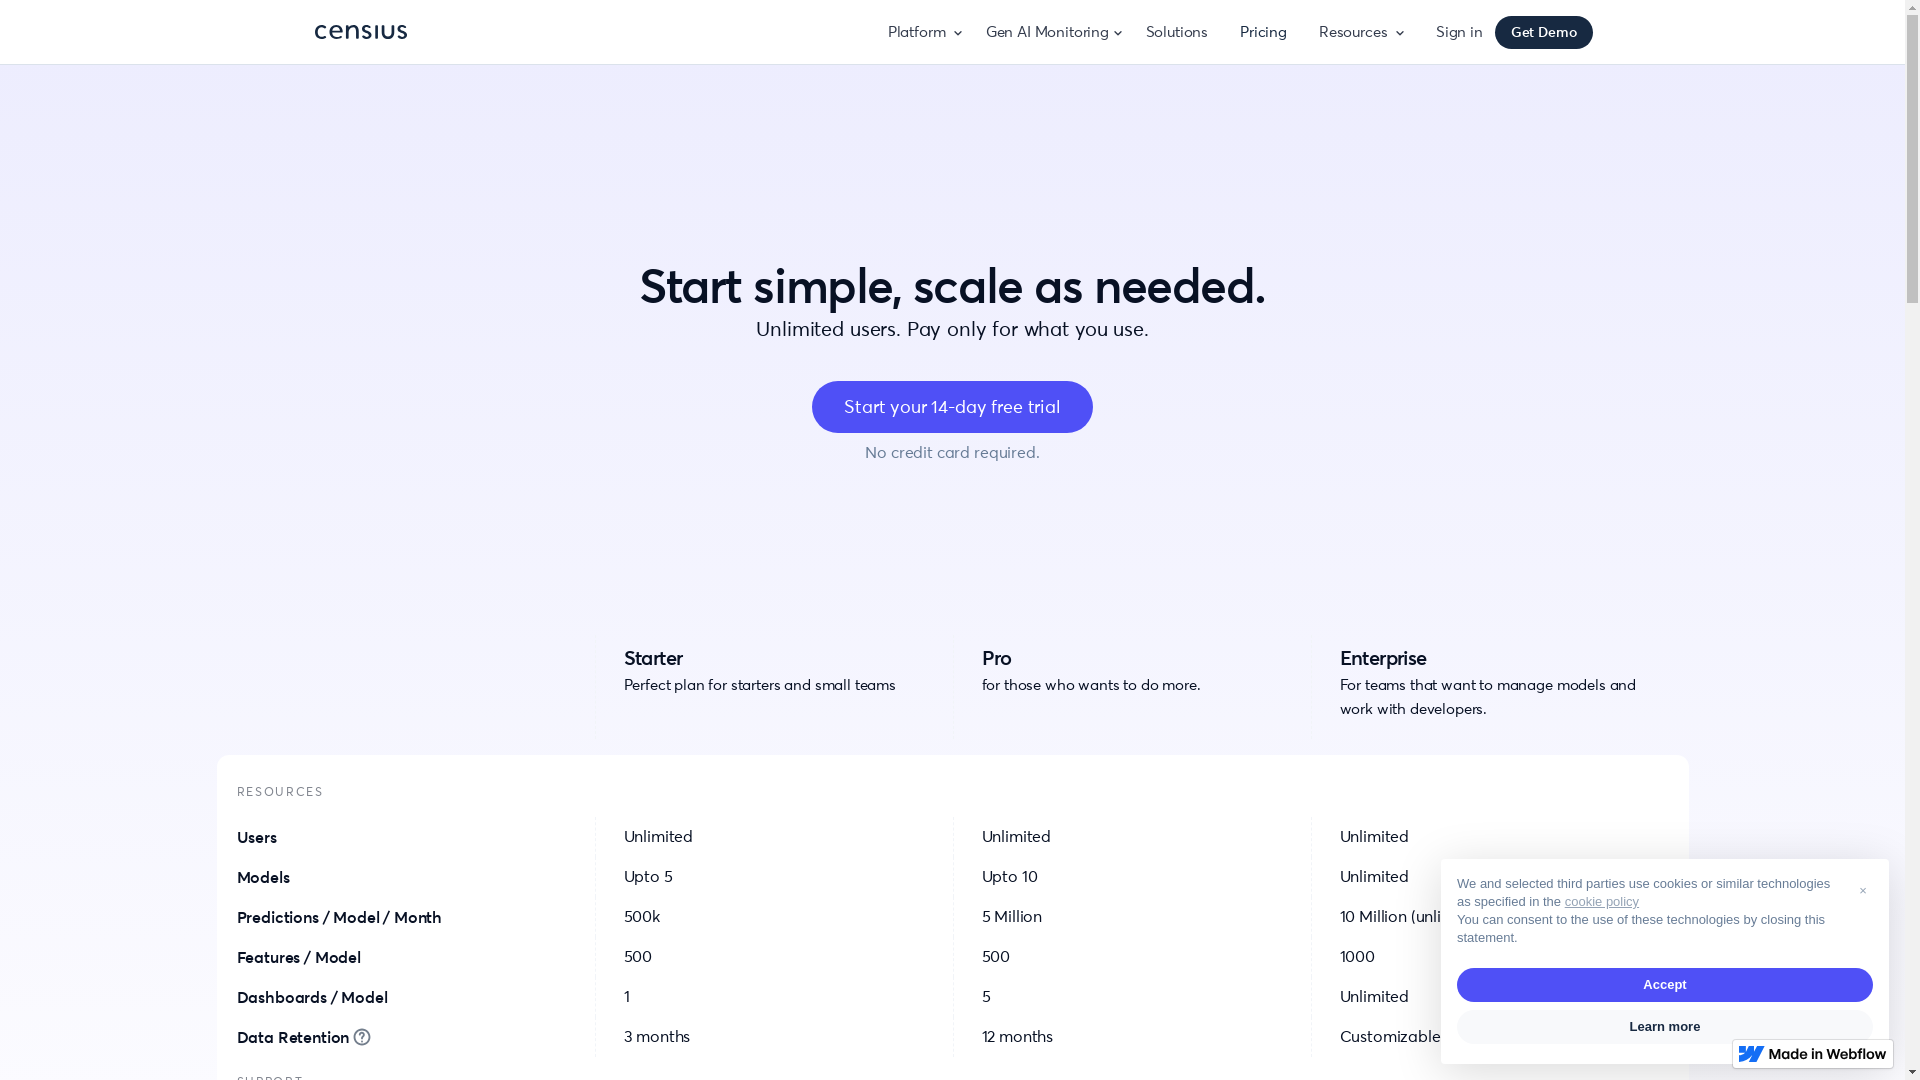 censius
Platform
Gen AI Monitoring
Solutions
Pricing
Resources
Sign in
Get Demo
Start simple, scale as needed.
Unlimited users. Pay only for what you use.
Start your 14-day free trial
No credit card required.
Starter
Perfect plan for starters and small teams
Pro
for those who wants to do more.
Enterprise
For teams that want to manage models and
work with developers.
RESOURCES
Users
Unlimited
Unlimited
Unlimited
Models
Upto 5
Upto 10
Unlimited
Predictions / Model / Month
500k
5 Million
10 Million (unli
Features / Model
500
500
1000
Dashboards / Model
1
5
Unlimited
Data Retention
3 months
12 months
Customizable
SUPPORT
We and selected third parties use cookies or similar technologies
as specified in the cookie policy
You can consent to the use of these technologies by closing this
statement.
×
Accept
Learn more
Made in Webflow